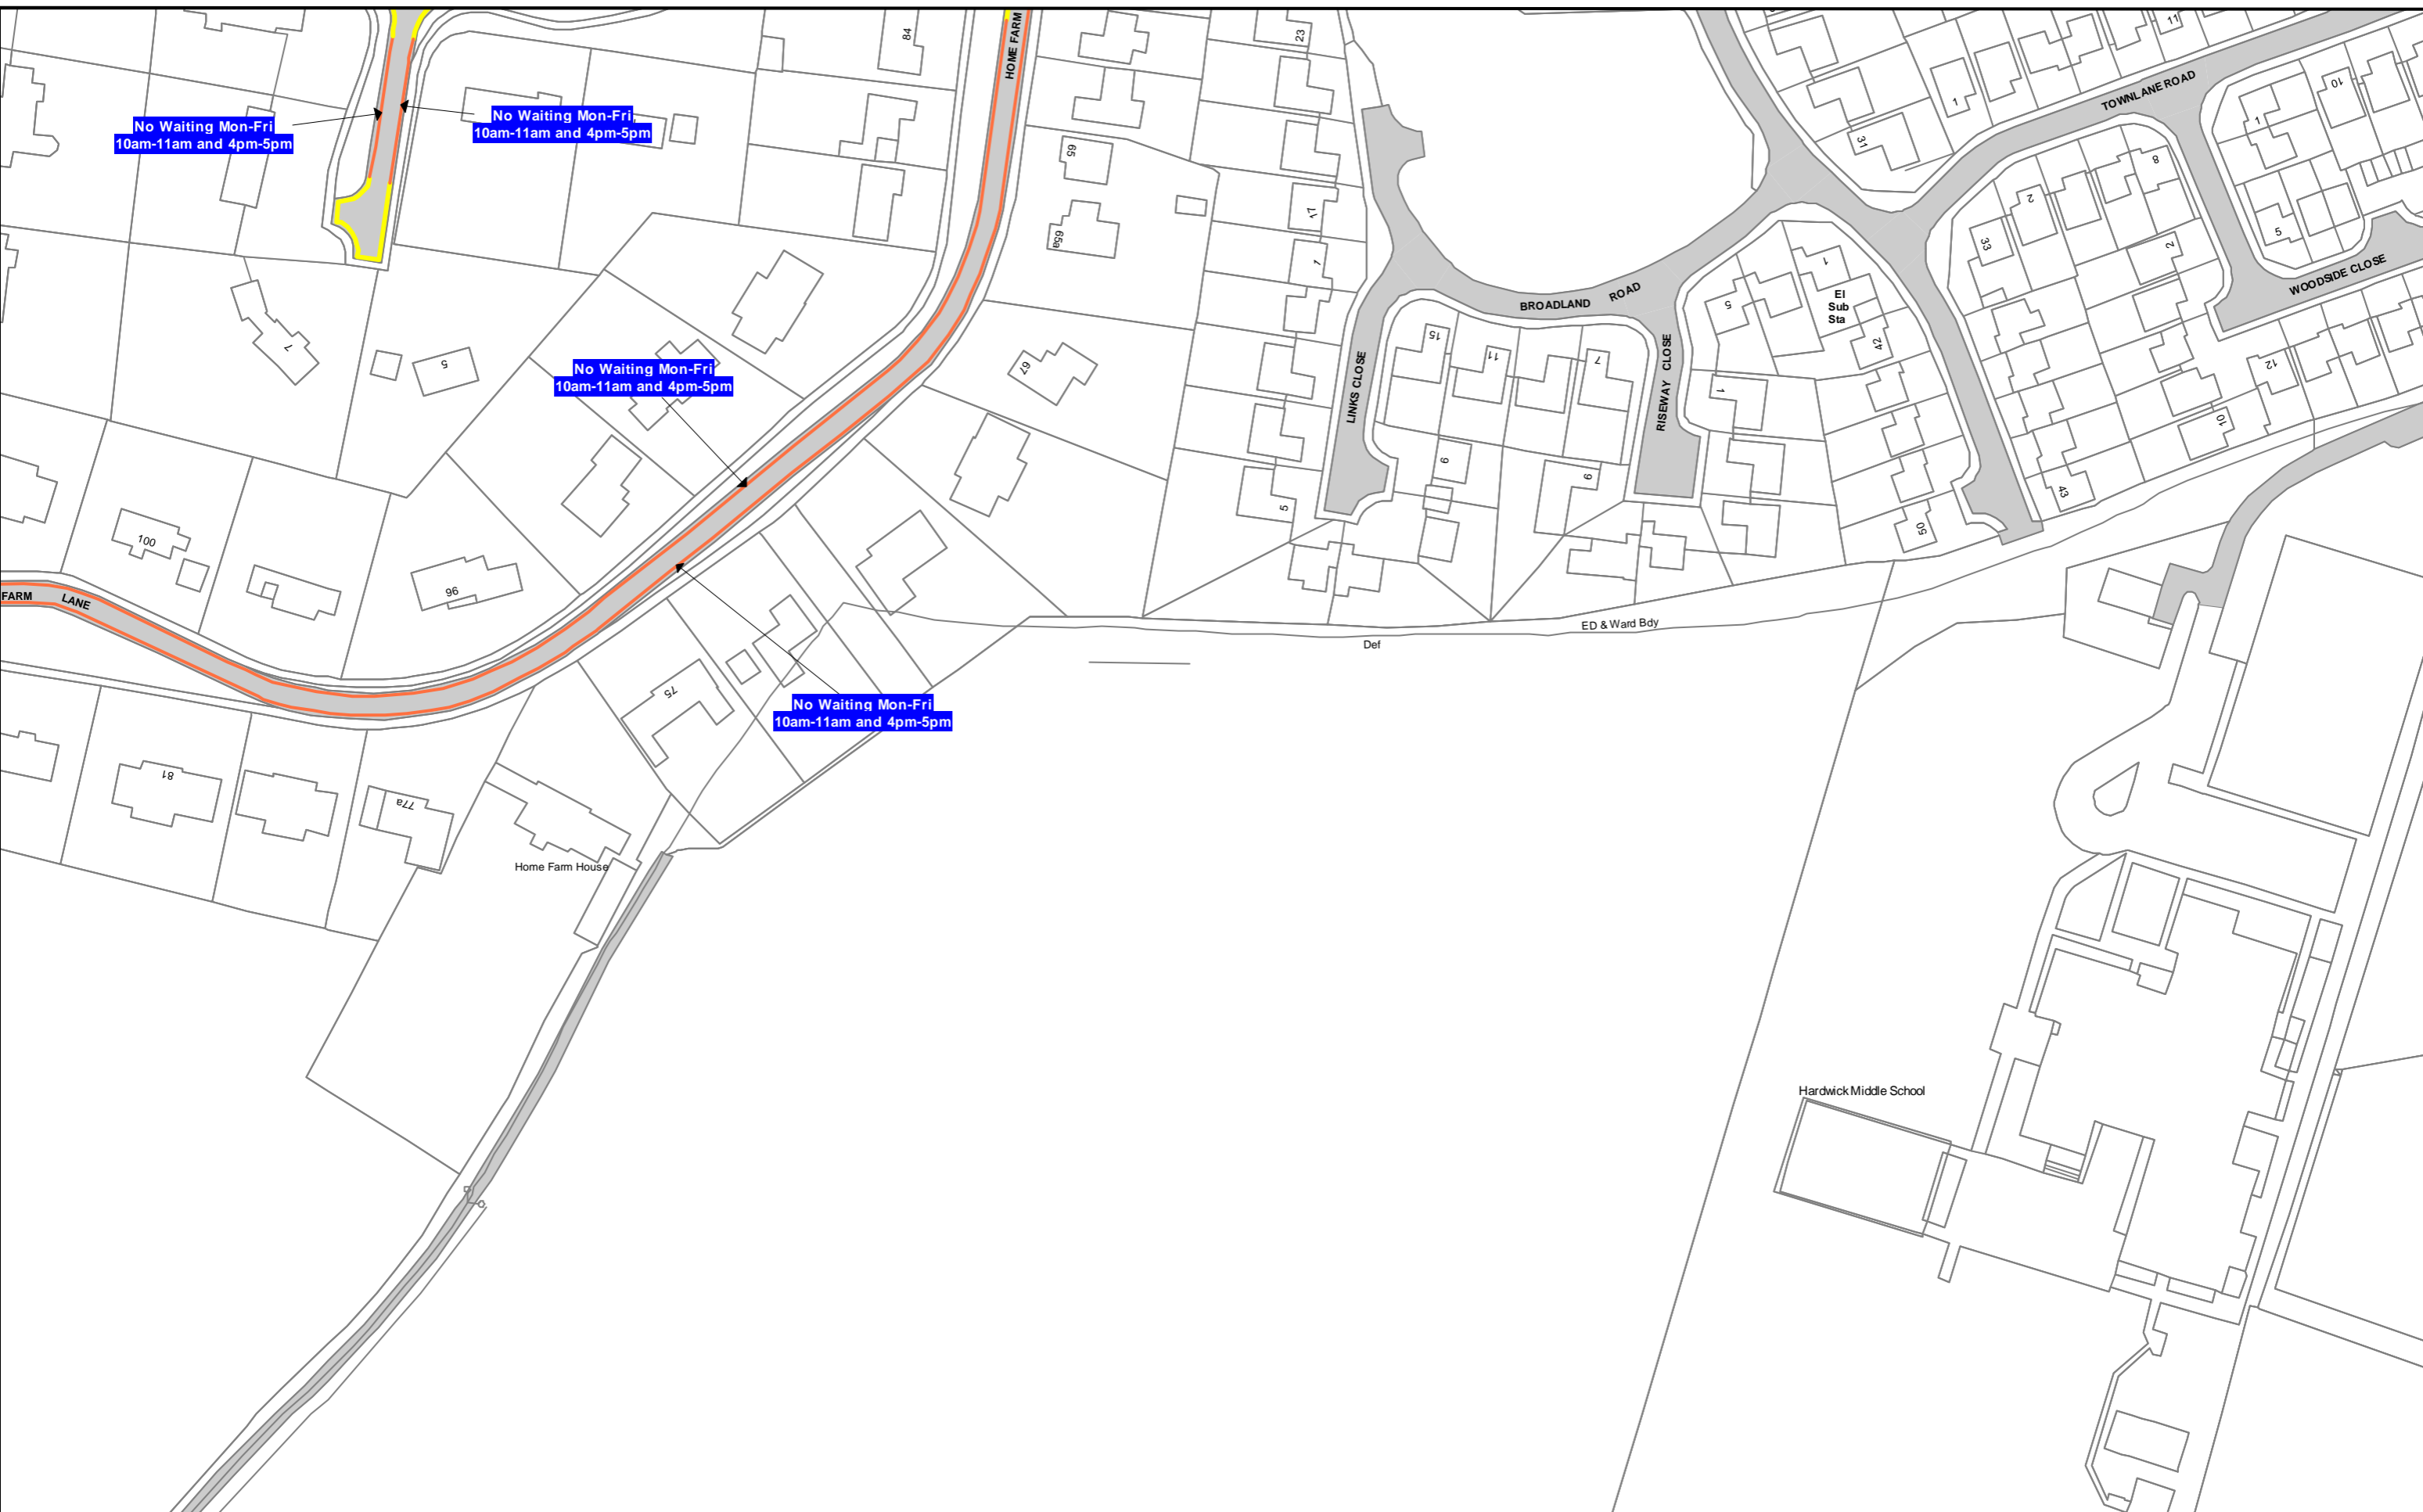 84
HOME FARM
23
11
TOWNLANE ROAD
10
1
1
31
No Waiting Mon-Fri
10am-11am and 4pm-5pm
No Waiting Mon-Fri
10am-11am and 4pm-5pm
65
65a
17
1
8
2
33
2
5
WOODSIDE CLOSE
1
El
Sub
Sta
42
5
BROADLAND ROAD
15
11
7
RISEWAY CLOSE
LINKS CLOSE
7
5
67
No Waiting Mon-Fri
10am-11am and 4pm-5pm
1
12
10
9
9
5
43
50
100
96
FARM LANE
ED & Ward Bdy
Def
75
No Waiting Mon-Fri
10am-11am and 4pm-5pm
81
77a
Home Farm House
Hardwick Middle School